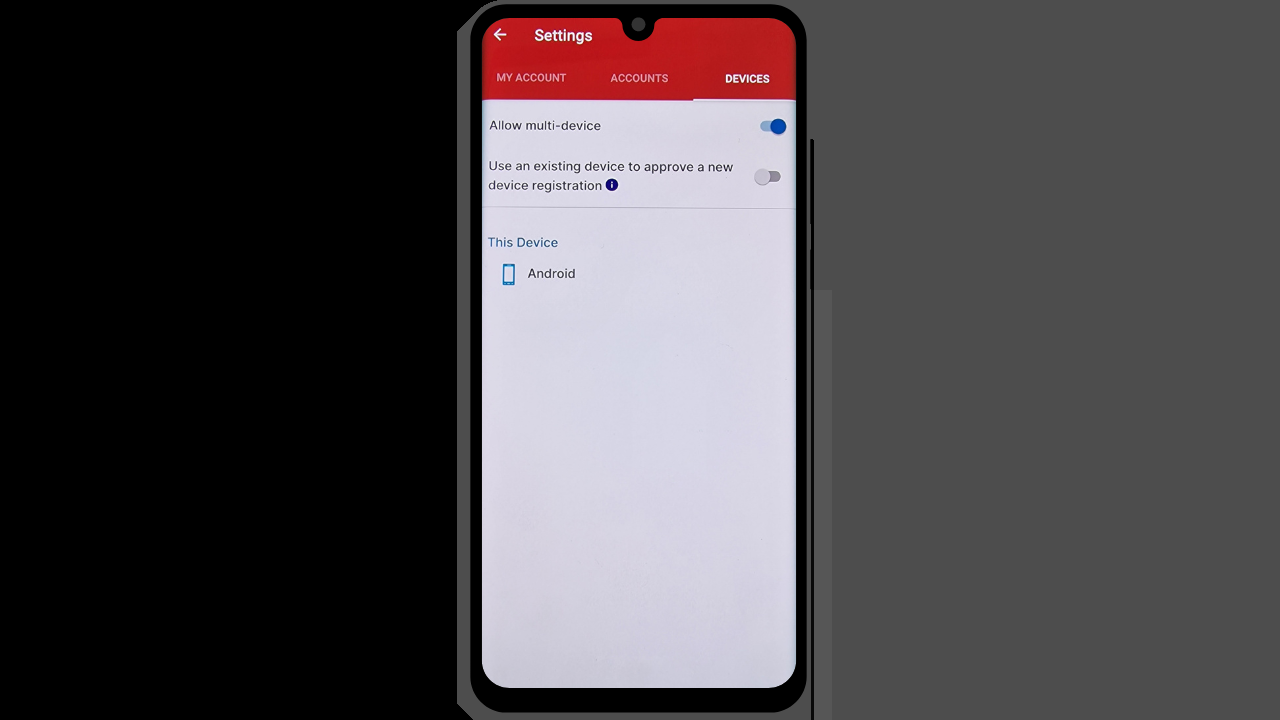 Settings
MY ACCOUNT
ACCOUNTS
DEVICES
Allow multi-device
Use an existing device to approve a new
device registration
This Device
Android